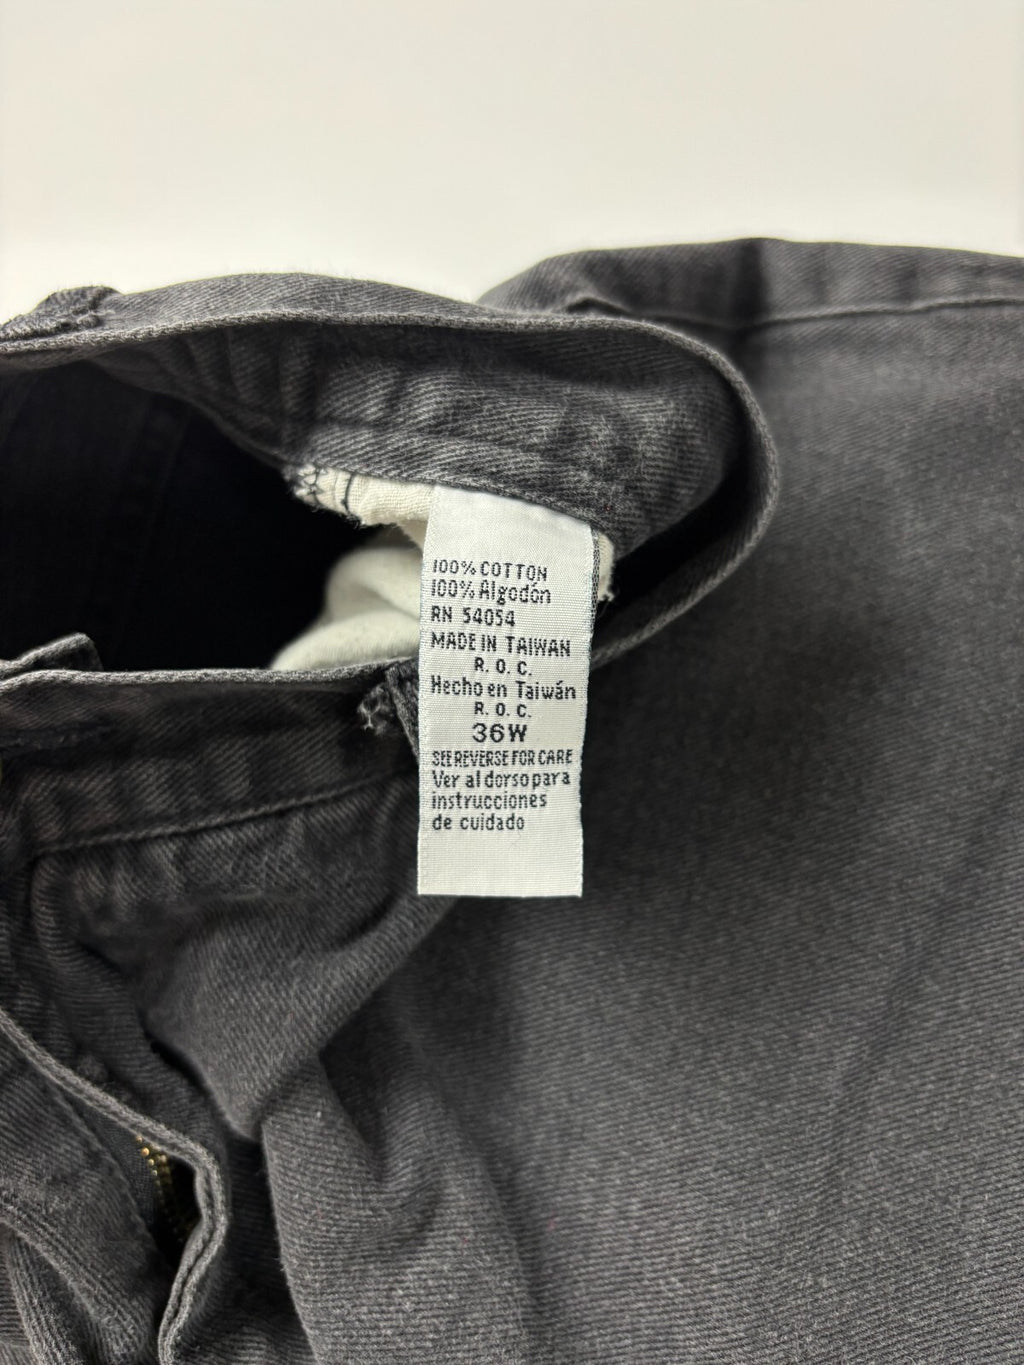 100% COTTON
100% Algodón
RN 54054
MADE IN TAIWAN
R. O. C.
Hecho en Taiwán
R. O. C.
36W
SEE REVERSE FOR CARE
Ver al dorso para
instrucciones
de cuidado